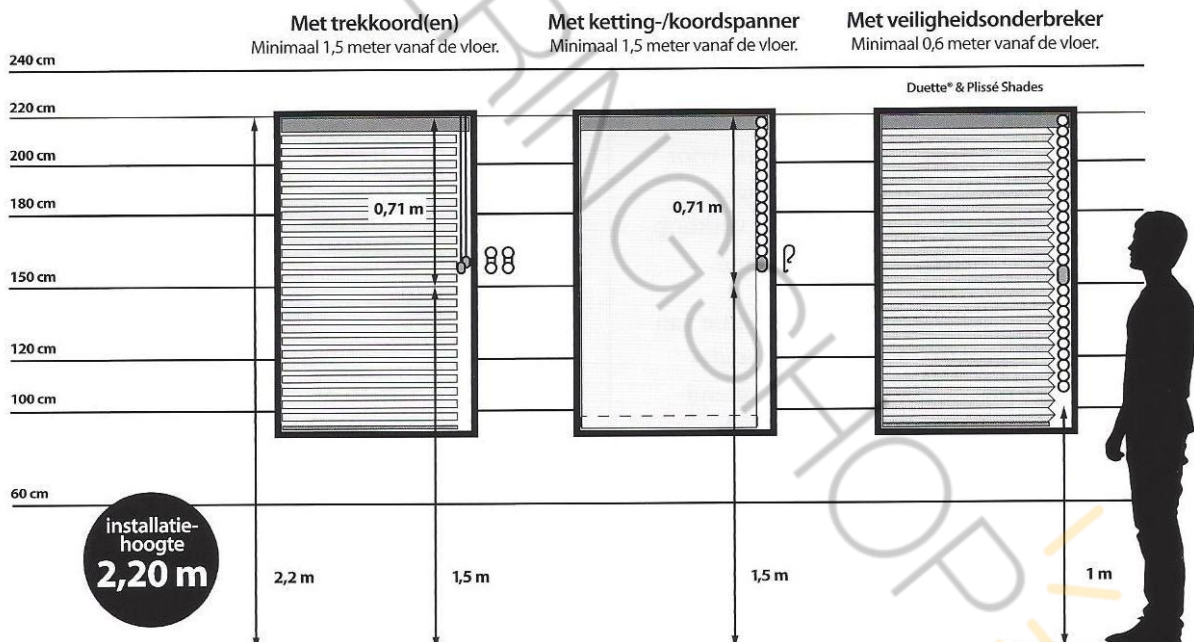 Met trekkoord(en)
Minimaal 1,5 meter vanaf de vloer.
Met ketting-/koordspanner
Minimaal 1,5 meter vanaf de vloer.
Met veiligheidsonderbreker
Minimaal 0,6 meter vanaf de vloer.
Duette® & Plissé Shades
240 cm
220 cm
200 cm
180 cm
150 cm
120 cm
100 cm
60 cm
0,71 m
0,71 m
installatie-
hoogte
2,20 m
2,2 m
1,5 m
1,5 m
1 m
RINGSHOP